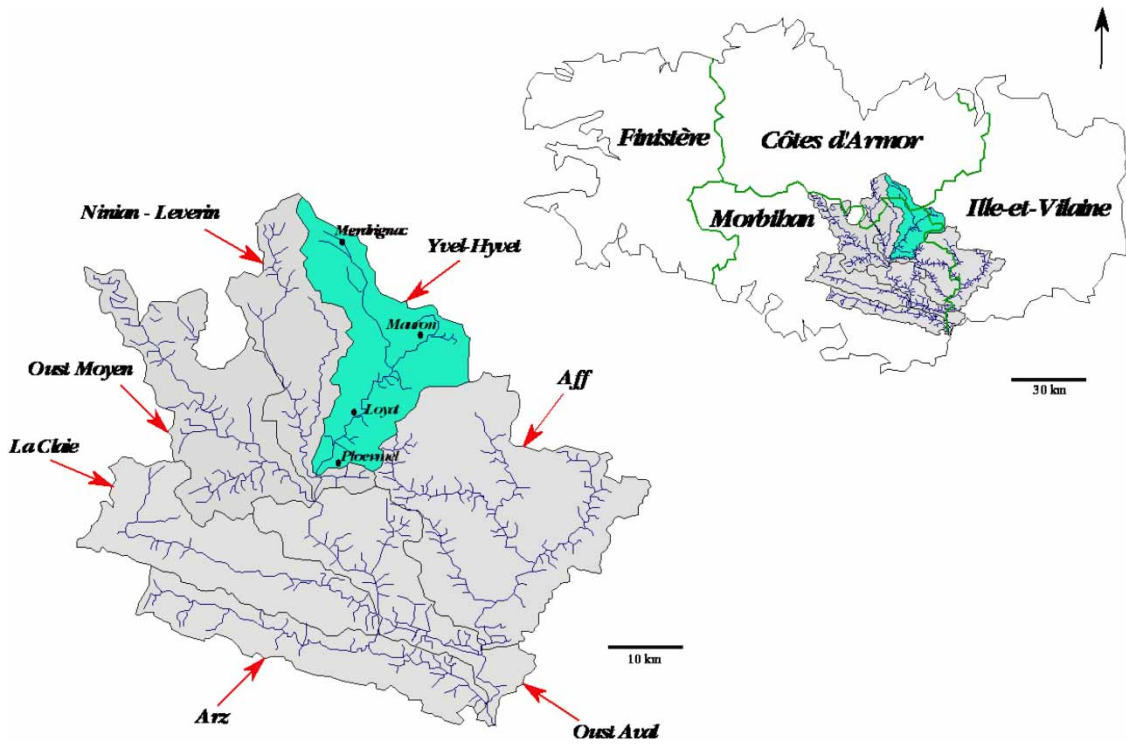 Finistère
Côtes d'Armor
Morbihan
Ille-et-Vilaine
30 km
Ninian - Leverin
Merdrignac
Yvel-Hyvet
Mauron
Oust Moyen
Aff
La Claie
Loyat
Ploermel
10 km
Arz
Oust Aval